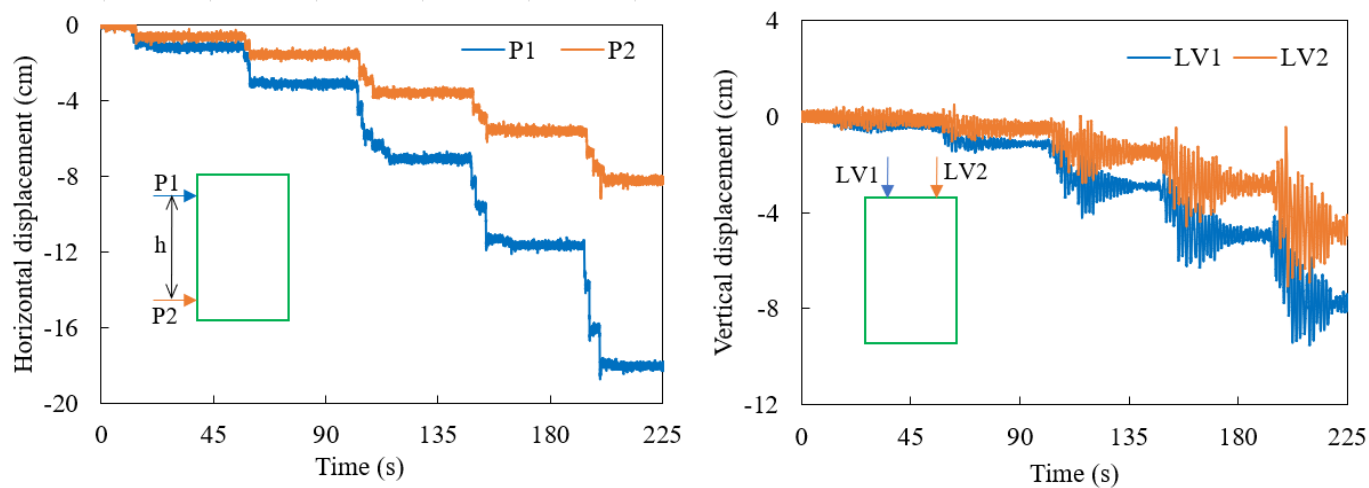 0
-4
-8
-12
-16
-20
Horizontal displacement (cm)
P1
P2
P1
h
P2
0
45
90
135
180
225
Time (s)
4
0
-4
-8
-12
Vertical displacement (cm)
LV1
LV2
LV1
LV2
0
45
90
135
180
225
Time (s)